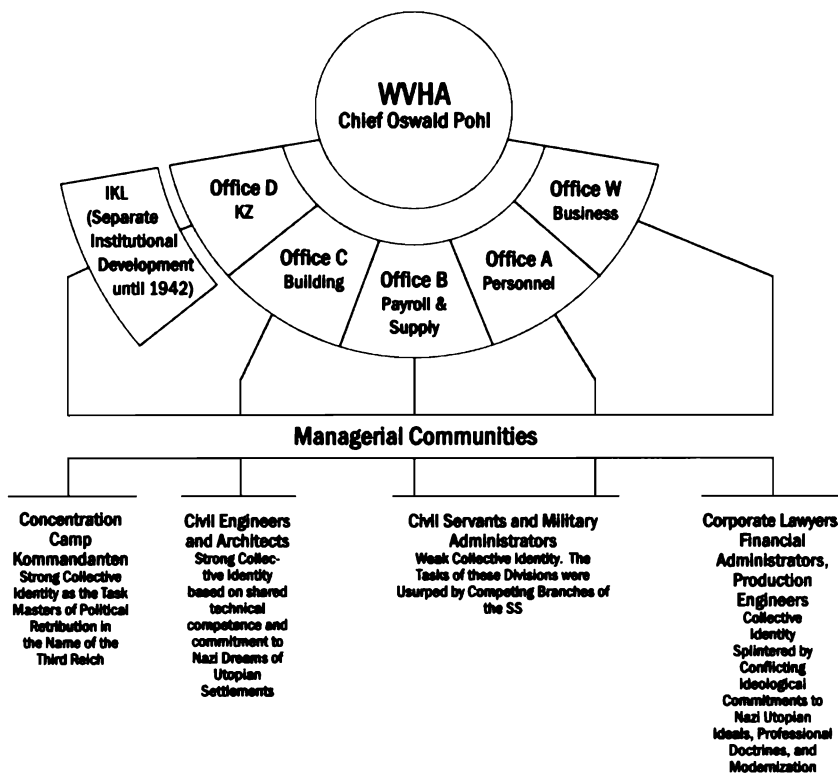 WVHA
Chief Oswald Pohl
IKL
(Separate
Institutional
Development
until 1942)
Office D
KZ
Office C
Building
Office B
Payroll &
Supply
Office A
Personnel
Office W
Business
Managerial Communities
Concentration
Camp
Kommandanten
Strong Collective
Identity as the Task
Masters of Political
Retribution in
the Name of the
Third Reich
Civil Engineers
and Architects
Strong Collec-
tive Identity
based on shared
technical
competence and
commitment to
Nazi Dreams of
Utopian
Settlements
Civil Servants and Military
Administrators
Weak Collective Identity. The
Tasks of these Divisions were
Usurped by Competing Branches of
the SS
Corporate Lawyers
Financial
Administrators,
Production
Engineers
Collective
Identity
Splintered by
Conflicting
Ideological
Commitments to
Nazi Utopian
Ideals, Professional
Doctrines, and
Modernization